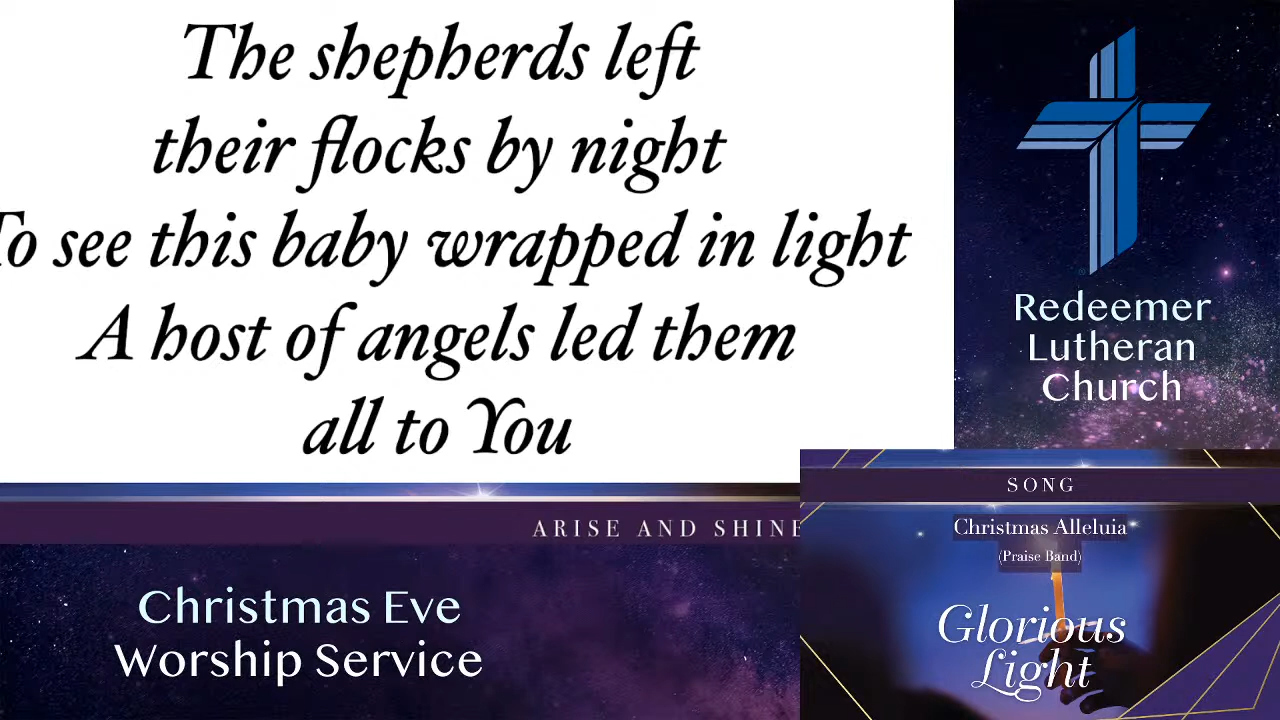 The shepherds left
their flocks by night
To see this baby wrapped in light
A host of angels led them
all to You
Redeemer
Lutheran
Church
ARISE AND SHINE
Christmas Eve
Worship Service
SONG
Christmas Alleluia
(Praise Band)
Glorious
Light